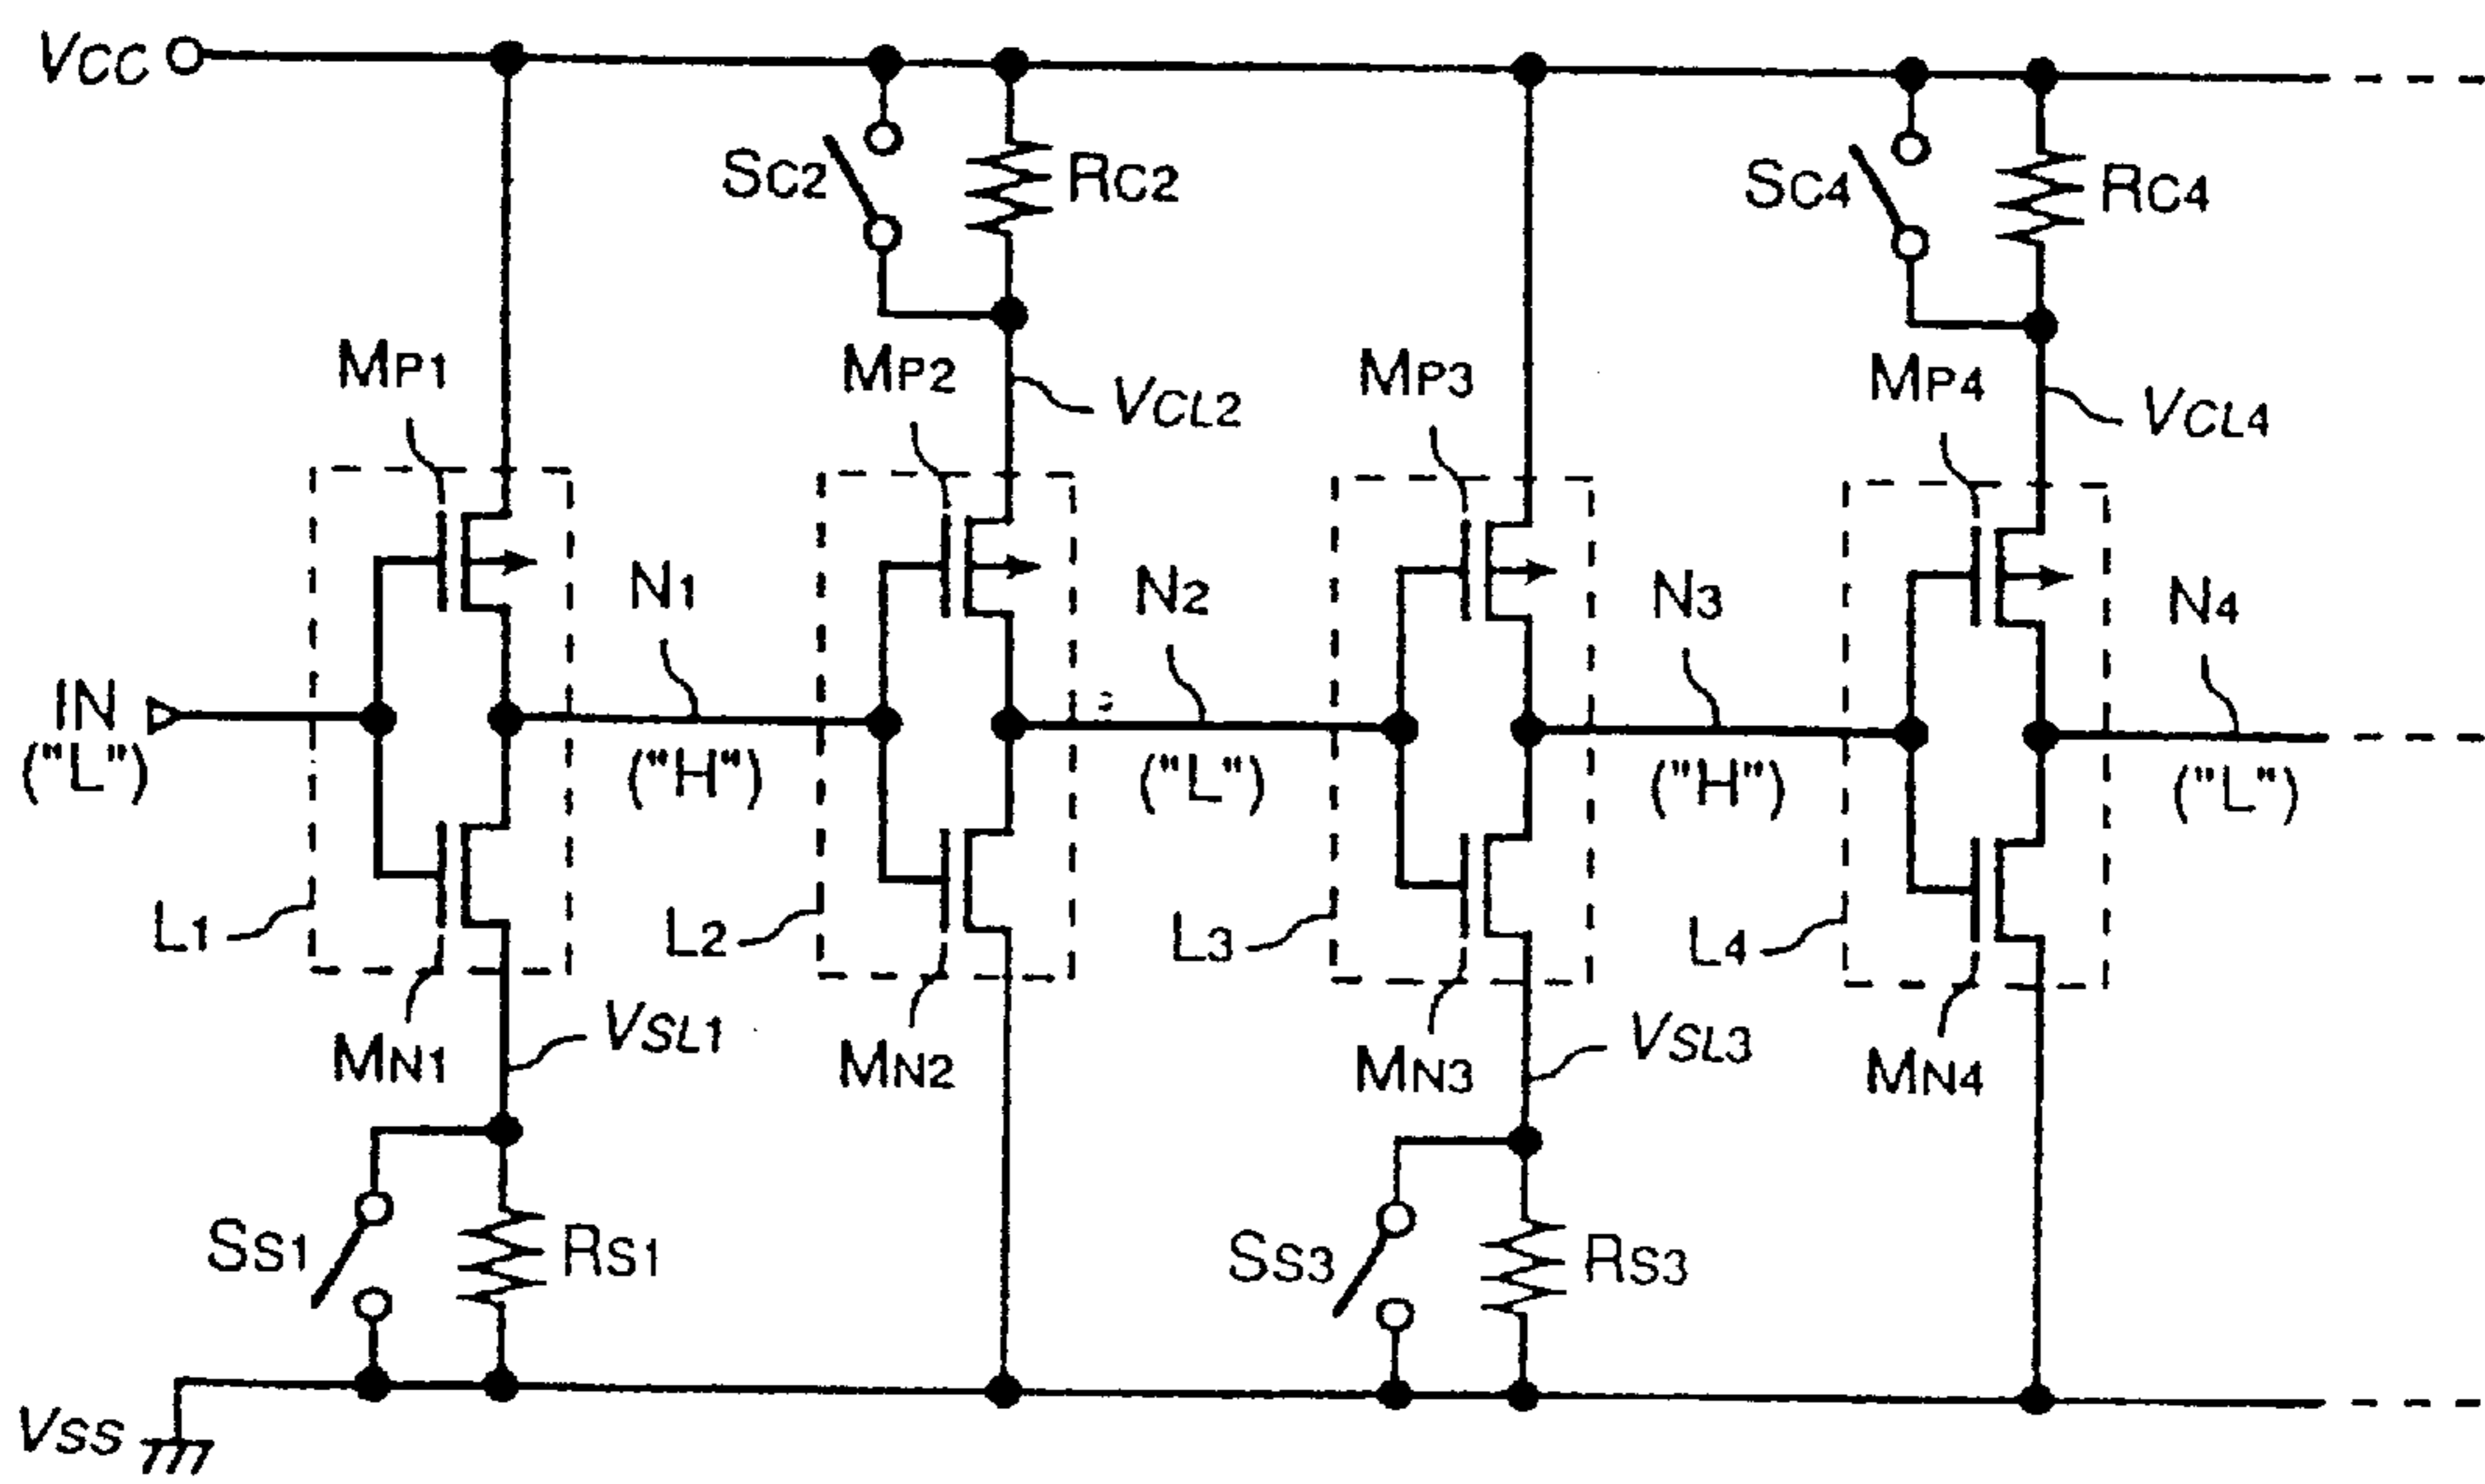 VCC
SC2
RC2
SC4
RC4
MP1
MP2
VCL2
MP3
MP4
VCL4
N1
N2
N3
N4
IN
("L")
("H")
("L")
("H")
("L")
L1
L2
L3
L4
MN1
VSL1
MN2
MN3
VSL3
MN4
SS1
RS1
SS3
RS3
VSS